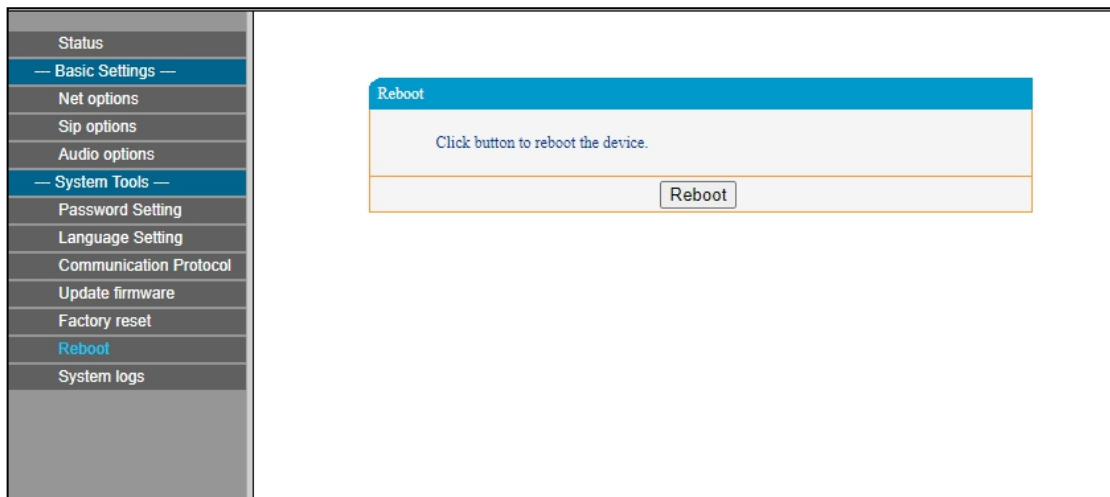 Status
— Basic Settings —
Net options
Sip options
Audio options
— System Tools —
Password Setting
Language Setting
Communication Protocol
Update firmware
Factory reset
Reboot
System logs
Reboot
Click button to reboot the device.
Reboot